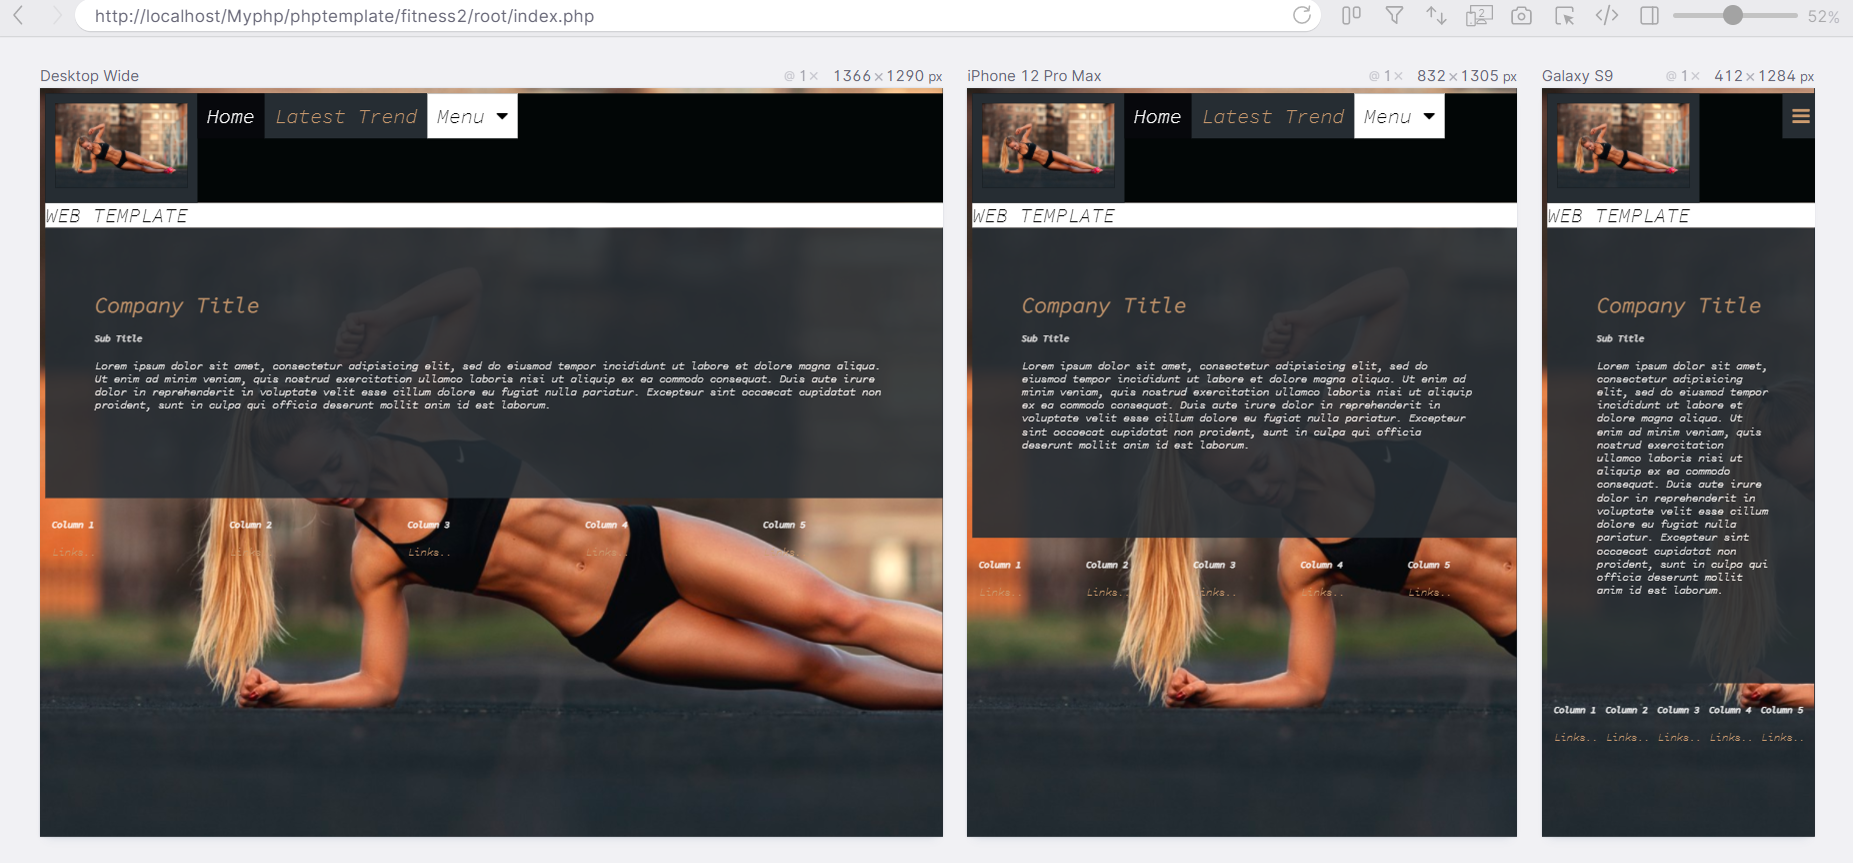 http://localhost/Myphp/phptemplate/fitness2/root/index.php
52%
Desktop Wide
@ 1× 1366×1290 px
Home
Latest Trend
Menu
WEB TEMPLATE
Company Title
Sub Title
Lorem ipsum dolor sit amet, consectetur adipisicing elit, sed do eiusmod tempor incididunt ut labore et dolore magna aliqua.
Ut enim ad minim veniam, quis nostrud exercitation ullamco laboris nisi ut aliquip ex ea commodo consequat. Duis aute irure
dolor in reprehenderit in voluptate velit esse cillum dolore eu fugiat nulla pariatur. Excepteur sint occaecat cupidatat non
proident, sunt in culpa qui officia deserunt mollit anim id est laborum.
Column 1 Column 2 Column 3 Column 4 Column 5
Links.. Links.. Links.. Links.. Links..
iPhone 12 Pro Max
@ 1× 832×1305 px
Home
Latest Trend
Menu
WEB TEMPLATE
Company Title
Sub Title
Lorem ipsum dolor sit amet, consectetur adipisicing elit, sed do
eiusmod tempor incididunt ut labore et dolore magna aliqua. Ut enim ad
minim veniam, quis nostrud exercitation ullamco laboris nisi ut aliquip
ex ea commodo consequat. Duis aute irure dolor in reprehenderit in
voluptate velit esse cillum dolore eu fugiat nulla pariatur. Excepteur
sint occaecat cupidatat non proident, sunt in culpa qui officia
deserunt mollit anim id est laborum.
Column 1 Column 2 Column 3 Column 4 Column 5
Links.. Links.. Links.. Links.. Links..
Galaxy S9
@ 1× 412×1284 px
WEB TEMPLATE
Company Title
Sub Title
Lorem ipsum dolor sit amet,
consectetur adipisicing
elit, sed do eiusmod tempor
incididunt ut labore et
dolore magna aliqua. Ut
enim ad minim veniam, quis
nostrud exercitation
ullamco laboris nisi ut
aliquip ex ea commodo
consequat. Duis aute irure
dolor in reprehenderit in
voluptate velit esse cillum
dolore eu fugiat nulla
pariatur. Excepteur sint
occaecat cupidatat non
proident, sunt in culpa qui
officia deserunt mollit
anim id est laborum.
Column 1 Column 2 Column 3 Column 4 Column 5
Links.. Links.. Links.. Links.. Links..